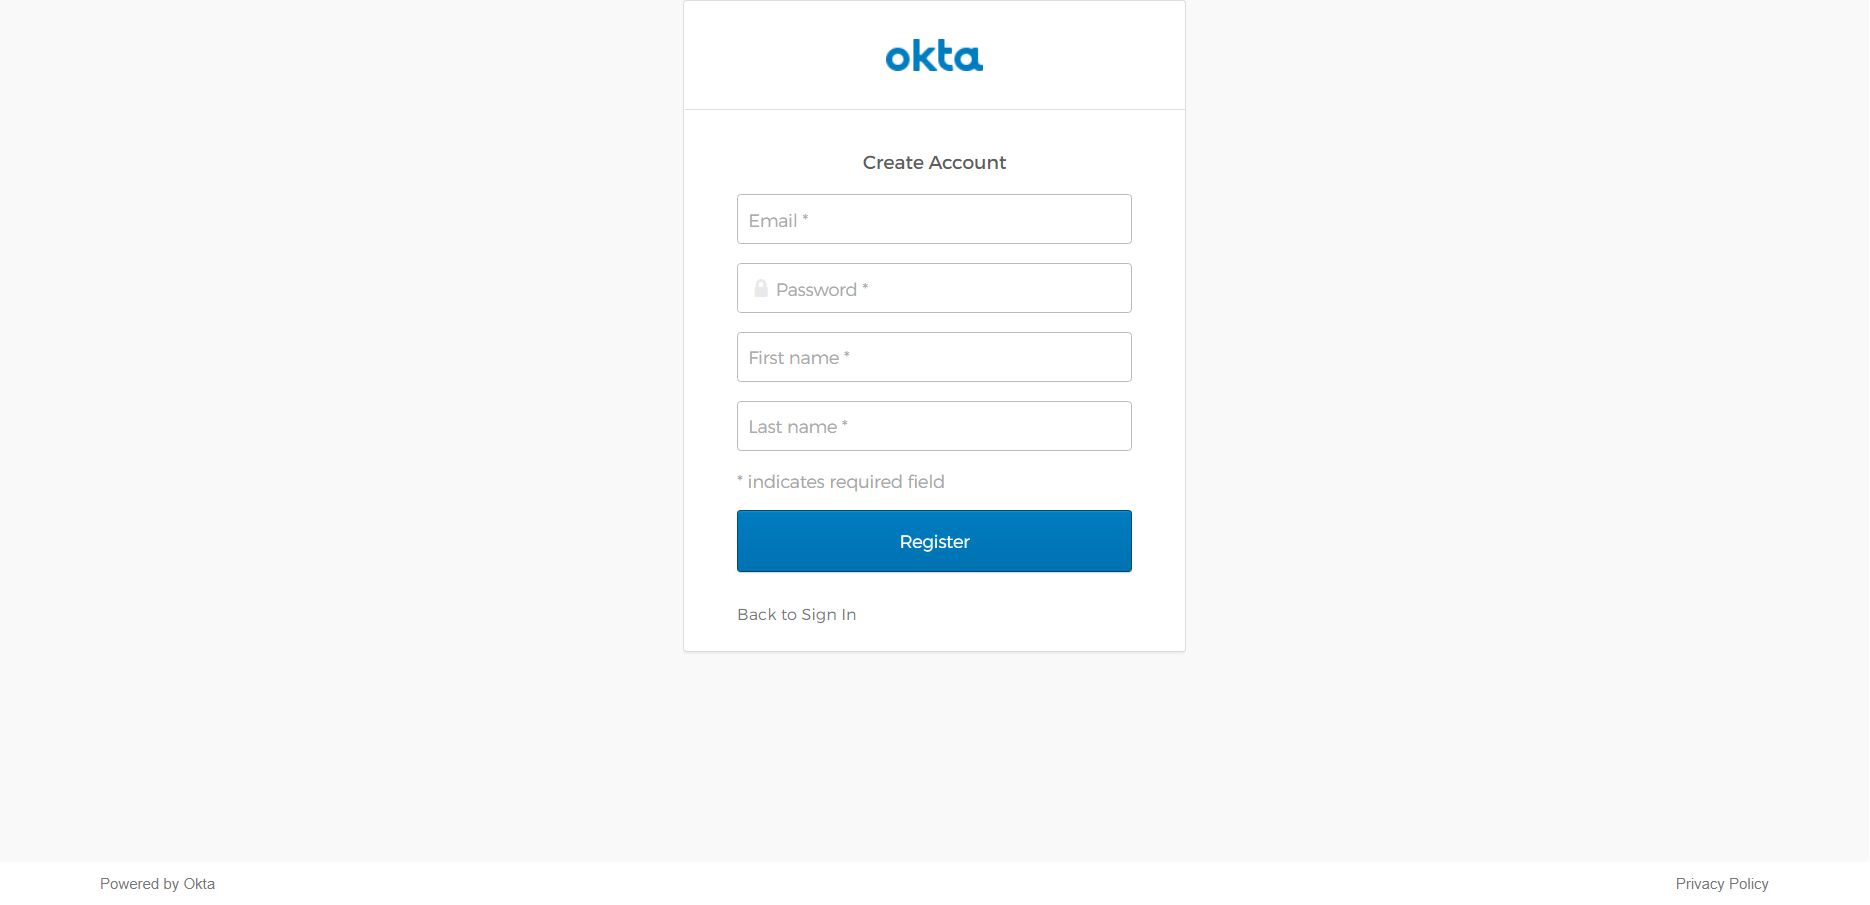 okta
Create Account
Email *
Password *
First name *
Last name *
* indicates required field
Register
Back to Sign In
Powered by Okta
Privacy Policy